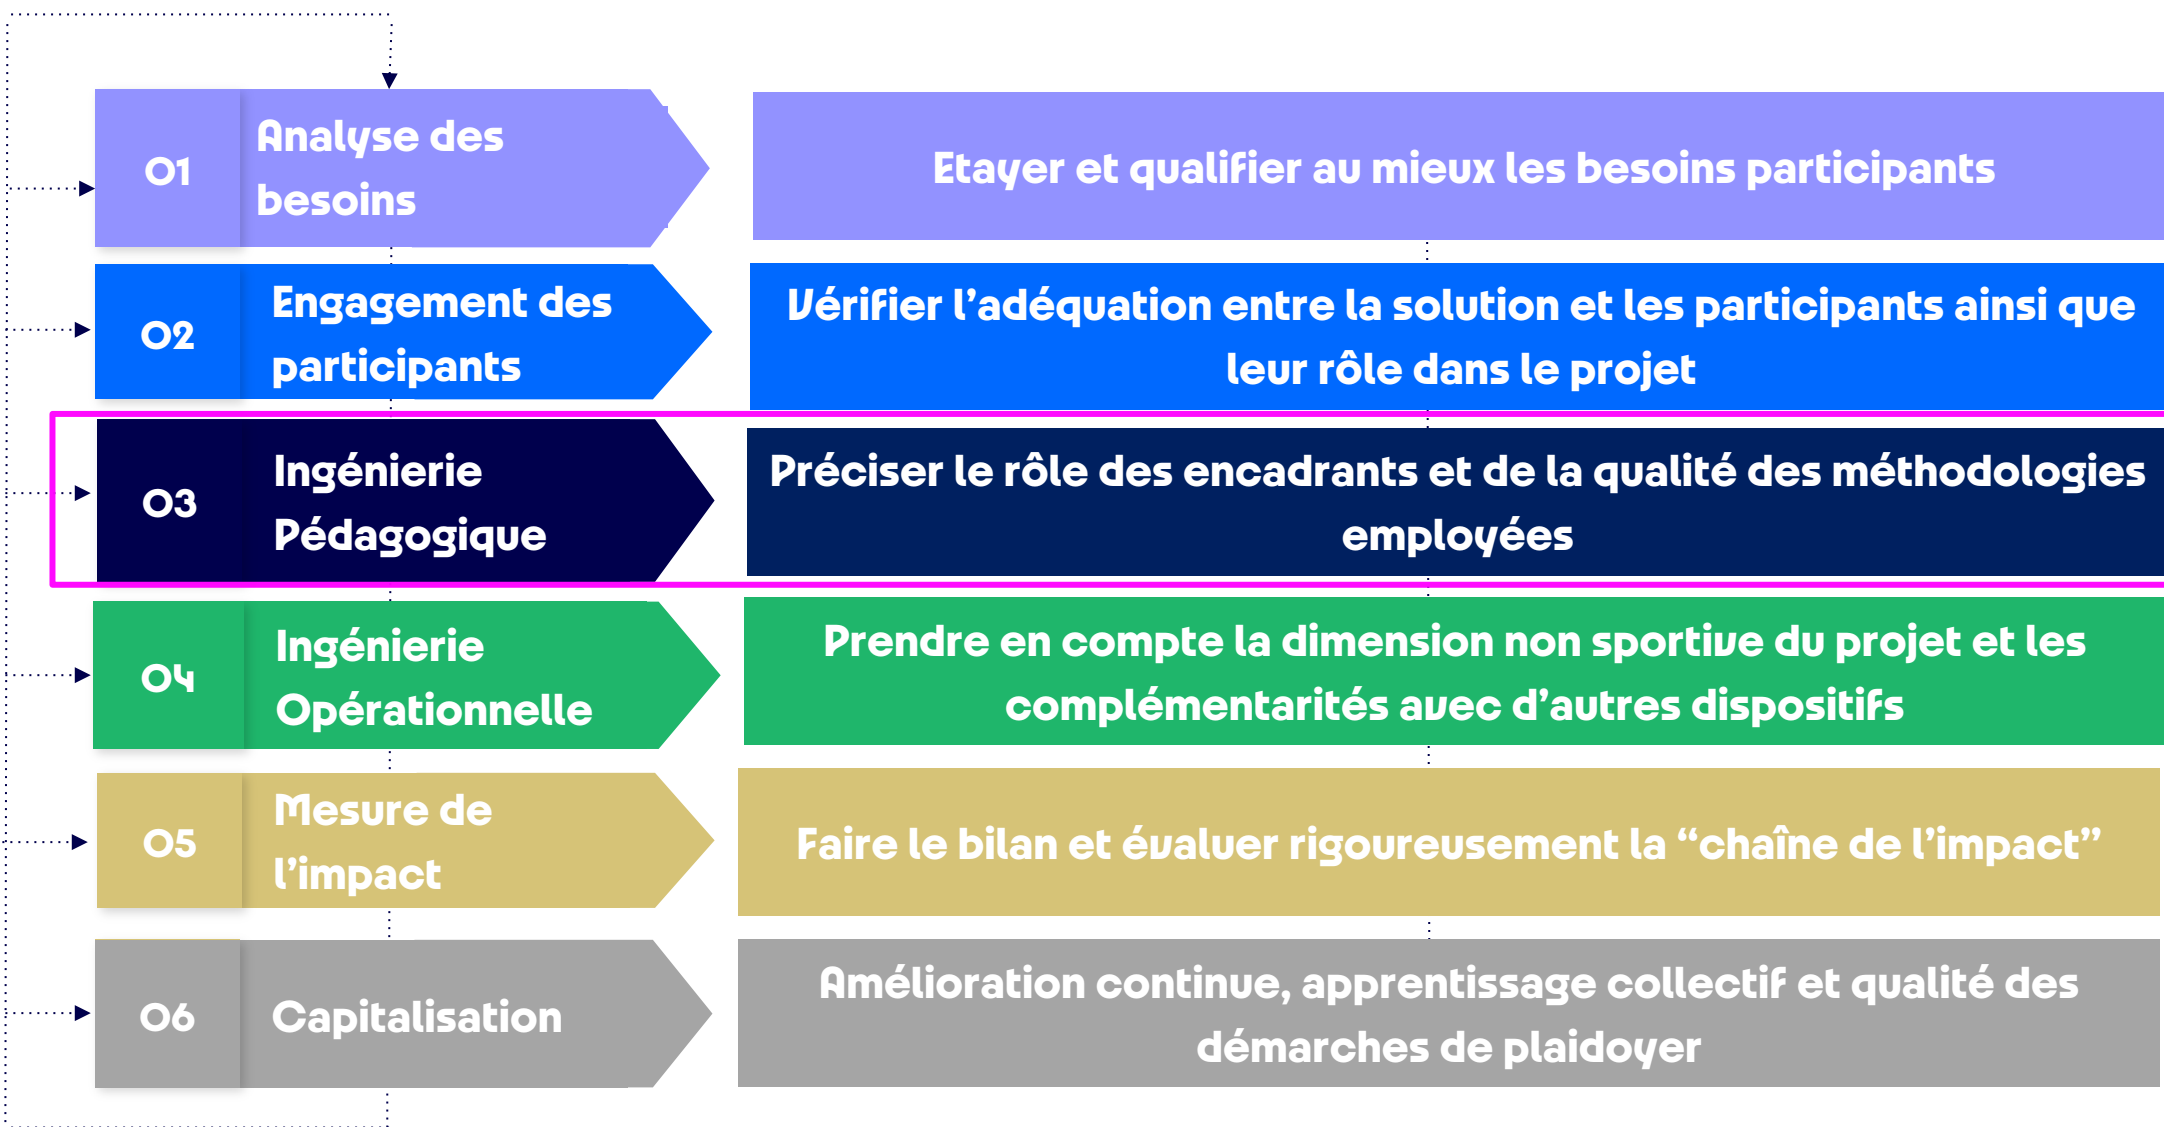 01
Analyse des
besoins
Etayer et qualifier au mieux les besoins participants
02
Engagement des
participants
Vérifier l’adéquation entre la solution et les participants ainsi que
leur rôle dans le projet
03
Ingénierie
Pédagogique
Préciser le rôle des encadrants et de la qualité des méthodologies
employées
04
Ingénierie
Opérationnelle
Prendre en compte la dimension non sportive du projet et les
complémentarités avec d’autres dispositifs
05
Mesure de
l’impact
Faire le bilan et évaluer rigoureusement la “chaîne de l’impact”
06
Capitalisation
Amélioration continue, apprentissage collectif et qualité des
démarches de plaidoyer